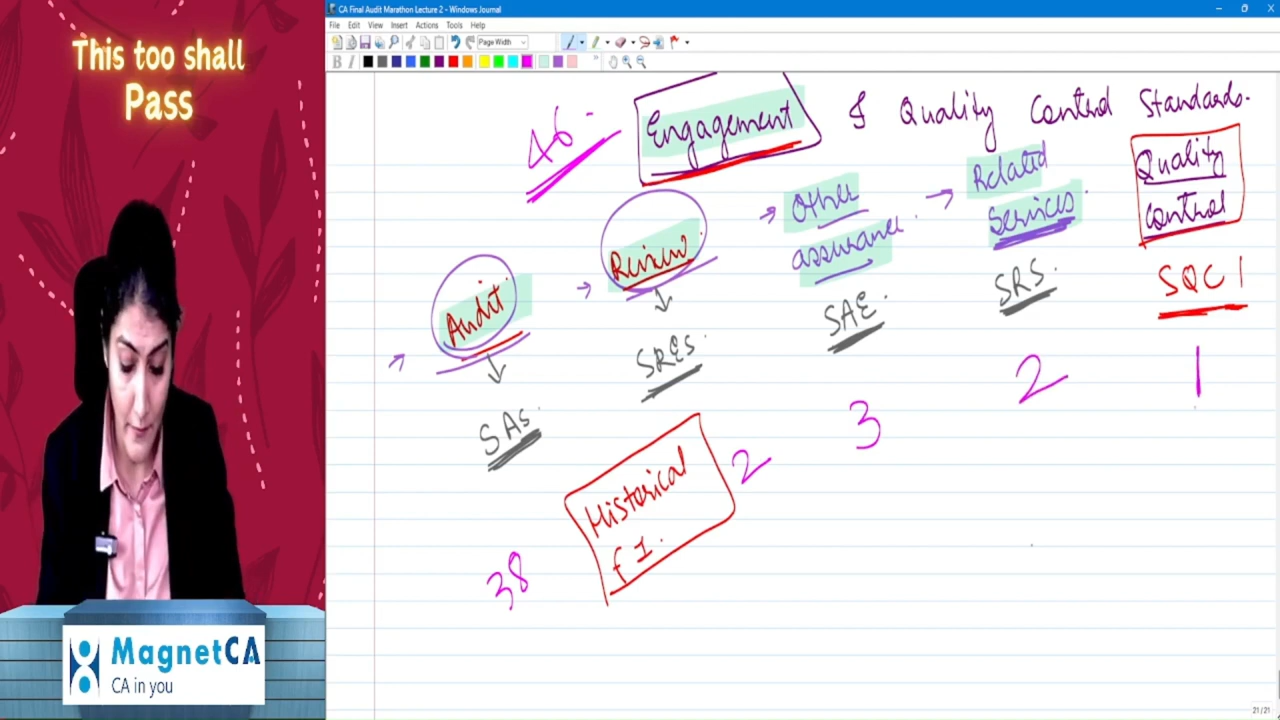 This too shall
Pass
MagnetCA
CA in you
CA Final Audit Marathon Lecture 2 - Windows Journal
File Edit View Insert Actions Tools Help
Page Width
B I
46.
Engagement & Quality Control Standards.
Audit
SAs.
38
Review
SREs.
Historical
f I.
2
Other
assurance
SAE.
3
Related
Services
SRS.
2
Quality
Control
SQC 1
1
21 / 21